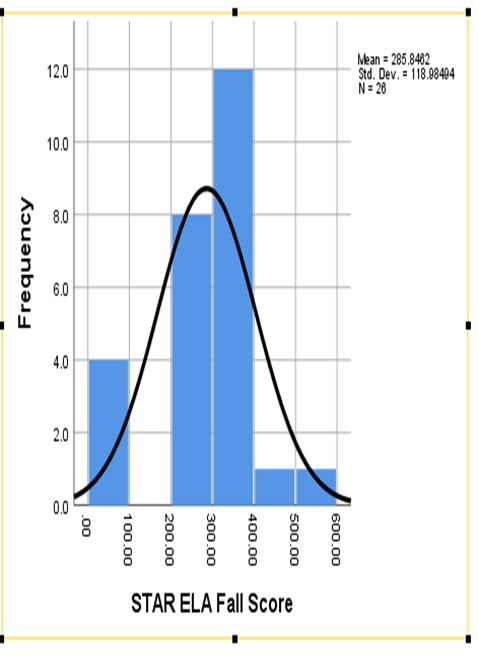 Mean = 285.8462
Std. Dev. = 118.98494
N = 26
12.0
10.0
8.0
6.0
4.0
2.0
0.0
Frequency
.00
100.00
200.00
300.00
400.00
500.00
600.00
STAR ELA Fall Score